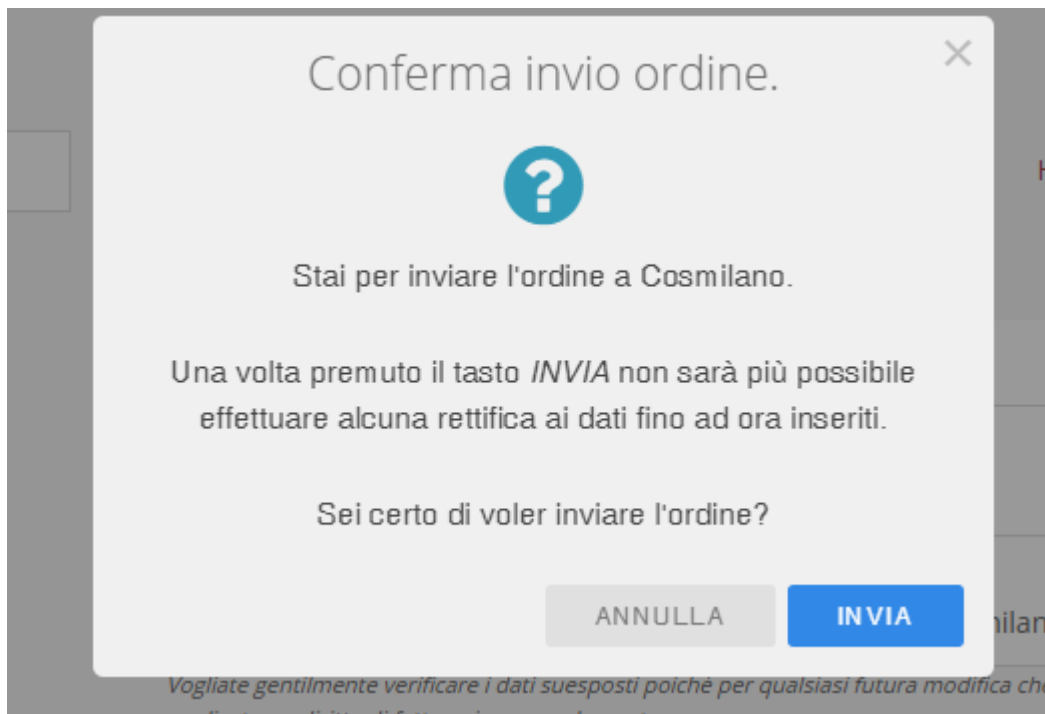 Conferma invio ordine.
Stai per inviare l'ordine a Cosmilano.
Una volta premuto il tasto INVIA non sarà più possibile
effettuare alcuna rettifica ai dati fino ad ora inseriti.
Sei certo di voler inviare l'ordine?
ANNULLA
INVIA
Vogliate gentilmente verificare i dati suesposti poichè per qualsiasi futura modifica